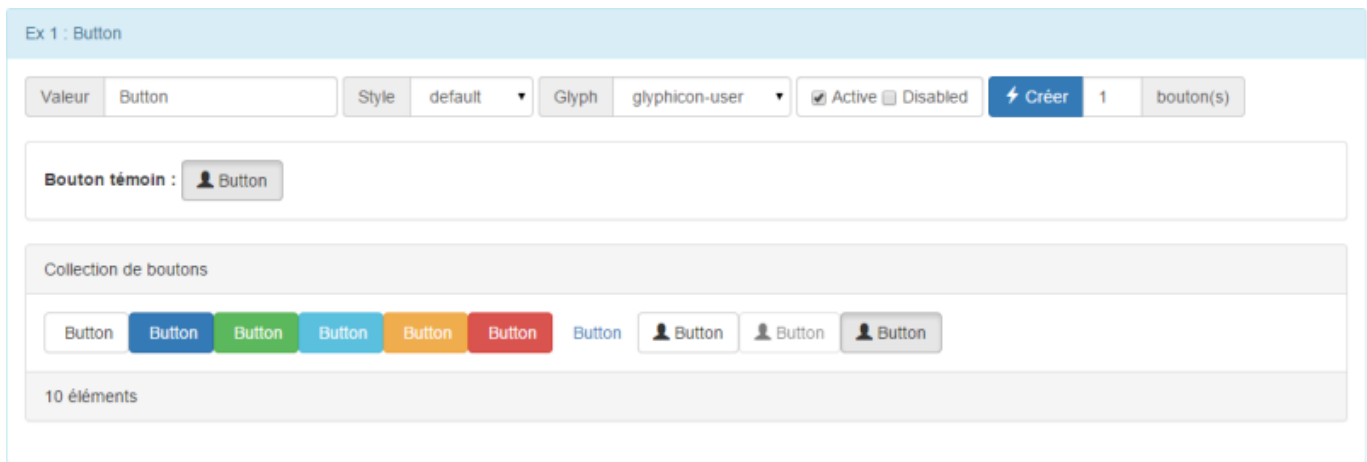 Ex 1 : Button
Valeur Button Style default Glyph glyphicon-user Active Disabled Créer 1 bouton(s)
Bouton témoin : Button
Collection de boutons
Button Button Button Button Button Button Button Button Button Button
10 éléments